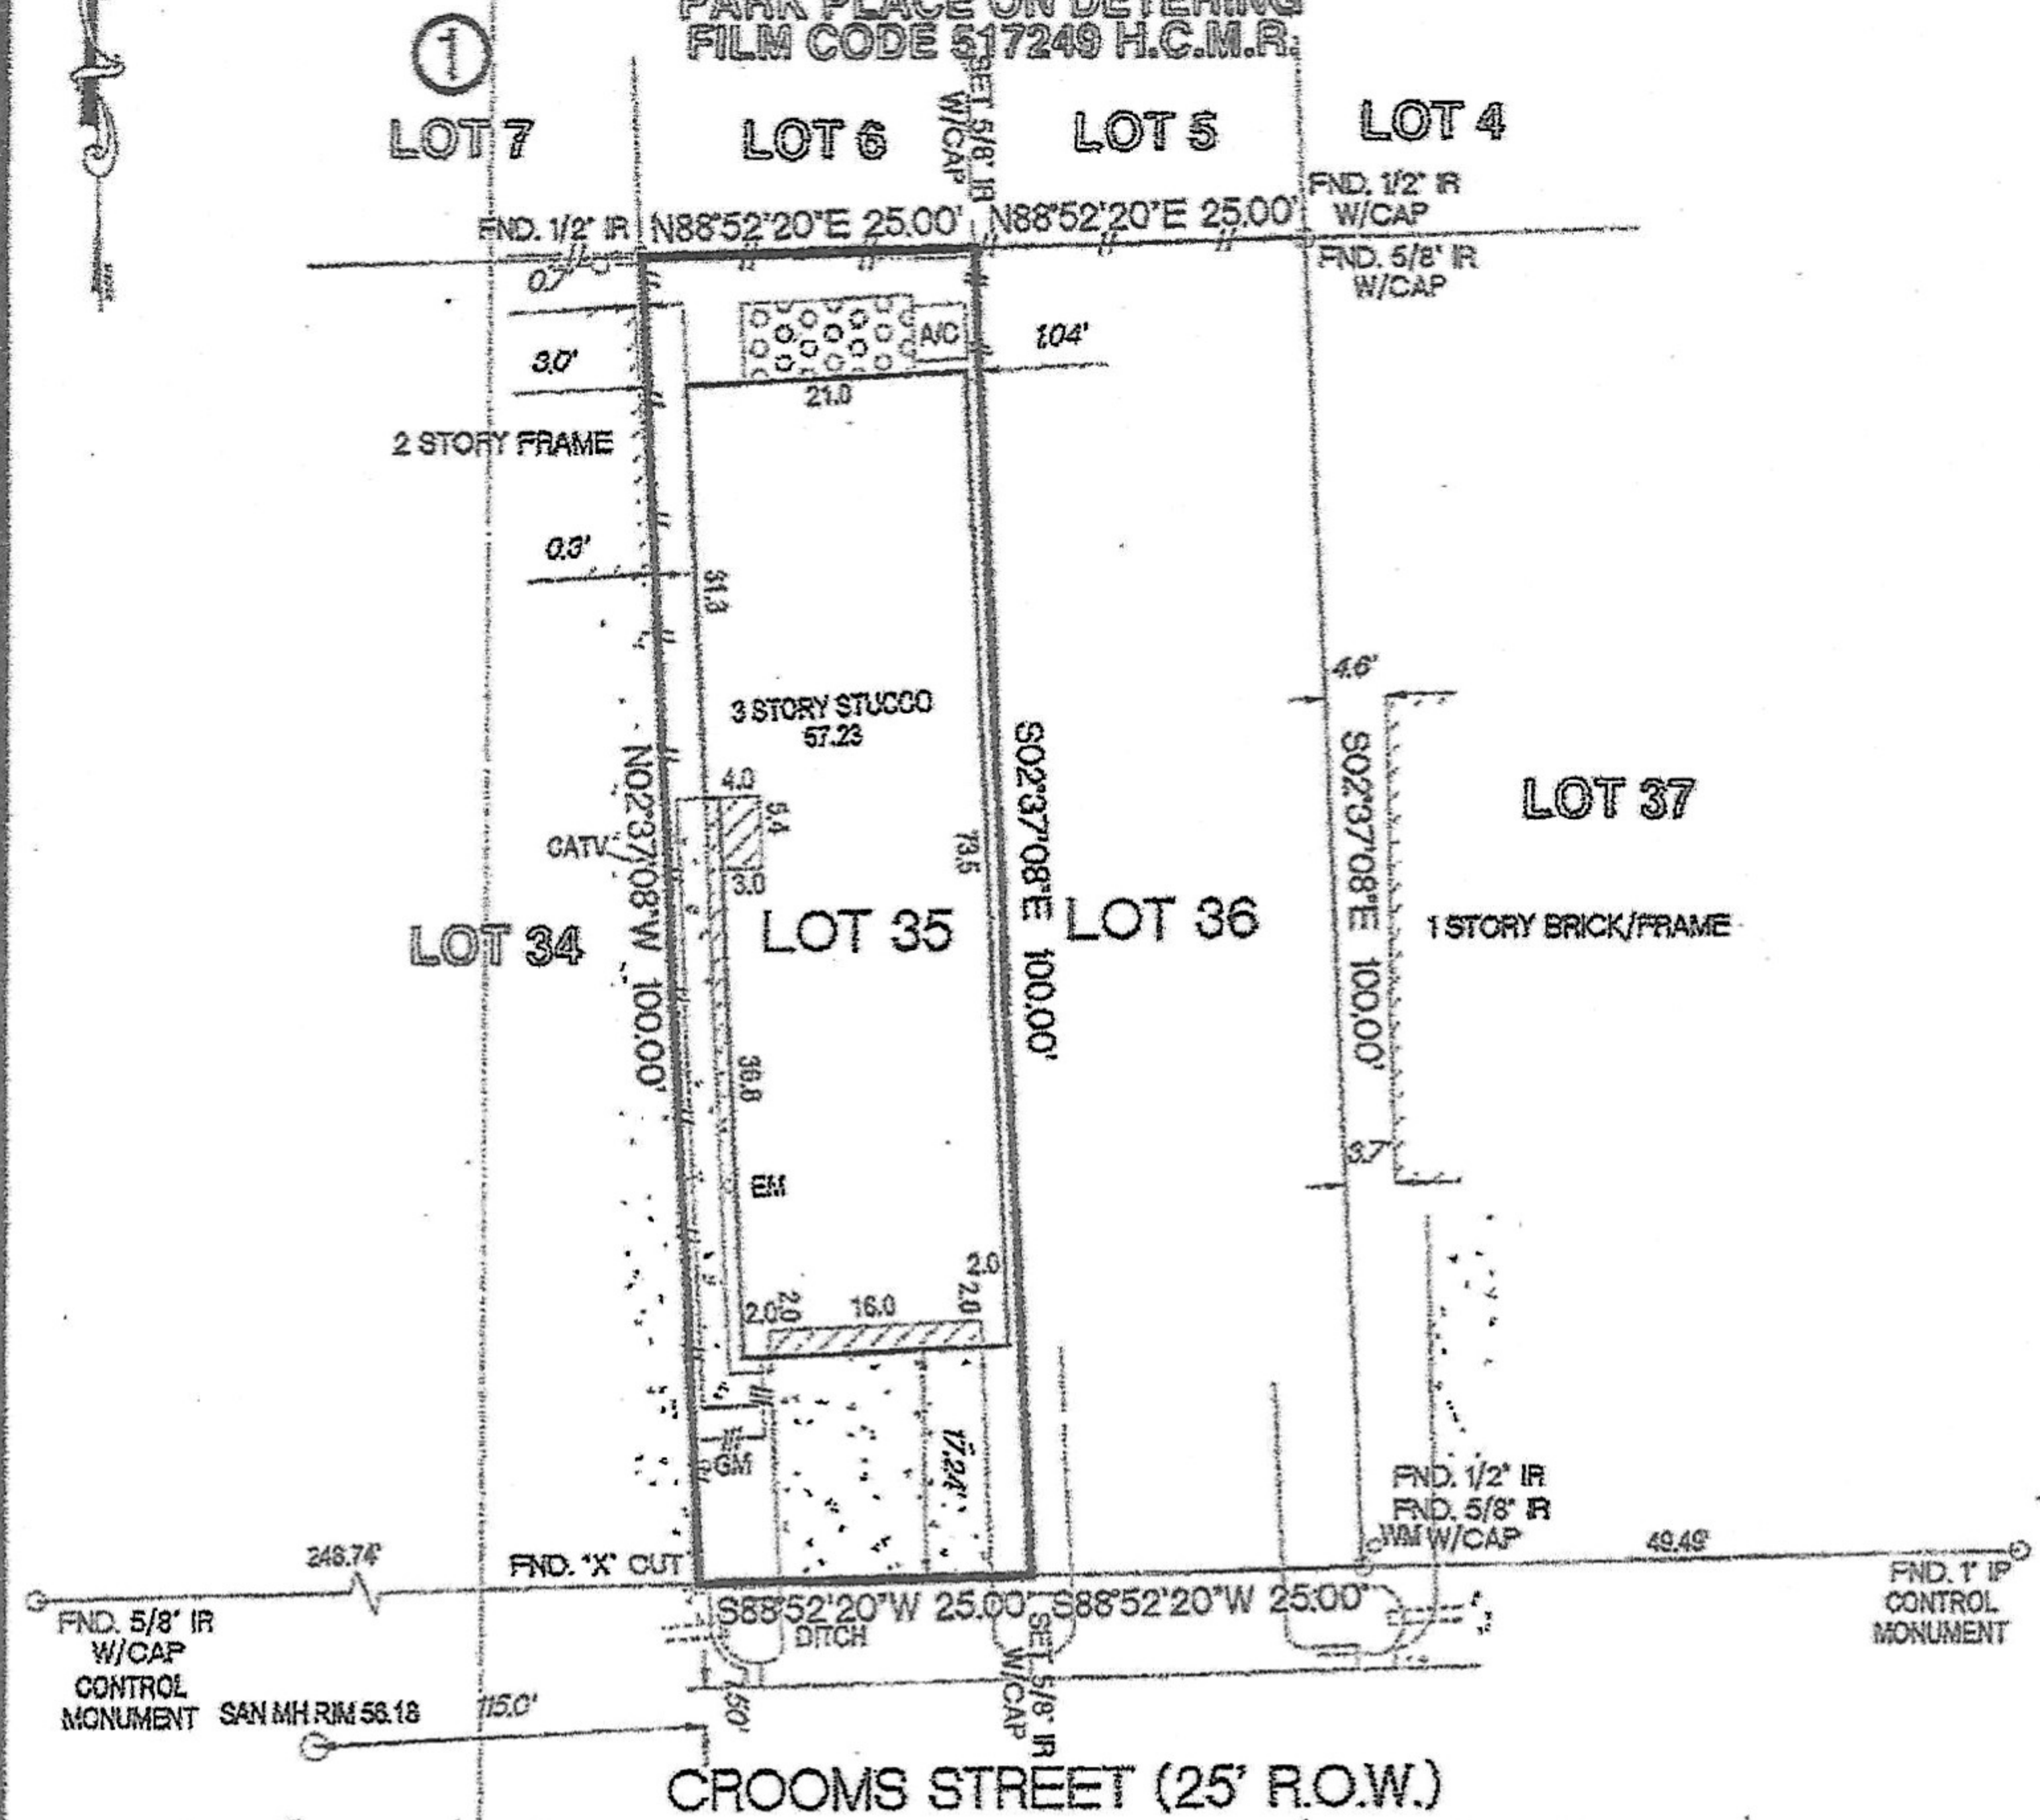 PARK PLACE ON DETERING
FILM CODE 517249 H.C.M.R.
1
LOT 7
LOT 6
SET 5/8" IR
W/CAP
LOT 5
LOT 4
FND. 1/2" IR
N88°52'20"E 25.00'
N88°52'20"E 25.00'
FND. 1/2" IR
W/CAP
FND. 5/8" IR
W/CAP
0.7'
A/C
1.04'
3.0'
21.0
2 STORY FRAME
0.3'
31.3
4.6'
3 STORY STUCCO
57.23
N02°37'08"W 100.00'
S02°37'08"E 100.00'
S02°37'08"E 100.00'
4.0
5.4
3.0
73.5
CATV
LOT 37
LOT 34
LOT 35
LOT 36
1 STORY BRICK/FRAME
36.8
3.7'
EM
2.0
2.0
2.0
2.0
16.0
17.24'
GM
FND. 1/2" IR
FND. 5/8" IR
WM W/CAP
248.74'
FND. "X" CUT
49.49'
FND. 5/8" IR
W/CAP
CONTROL
MONUMENT
S88°52'20"W 25.00'
S88°52'20"W 25.00'
DITCH
SET 5/8" IR
W/CAP
FND. 1" IP
CONTROL
MONUMENT
SAN MH RIM 56.18
115.0'
CROOMS STREET (25' R.O.W.)